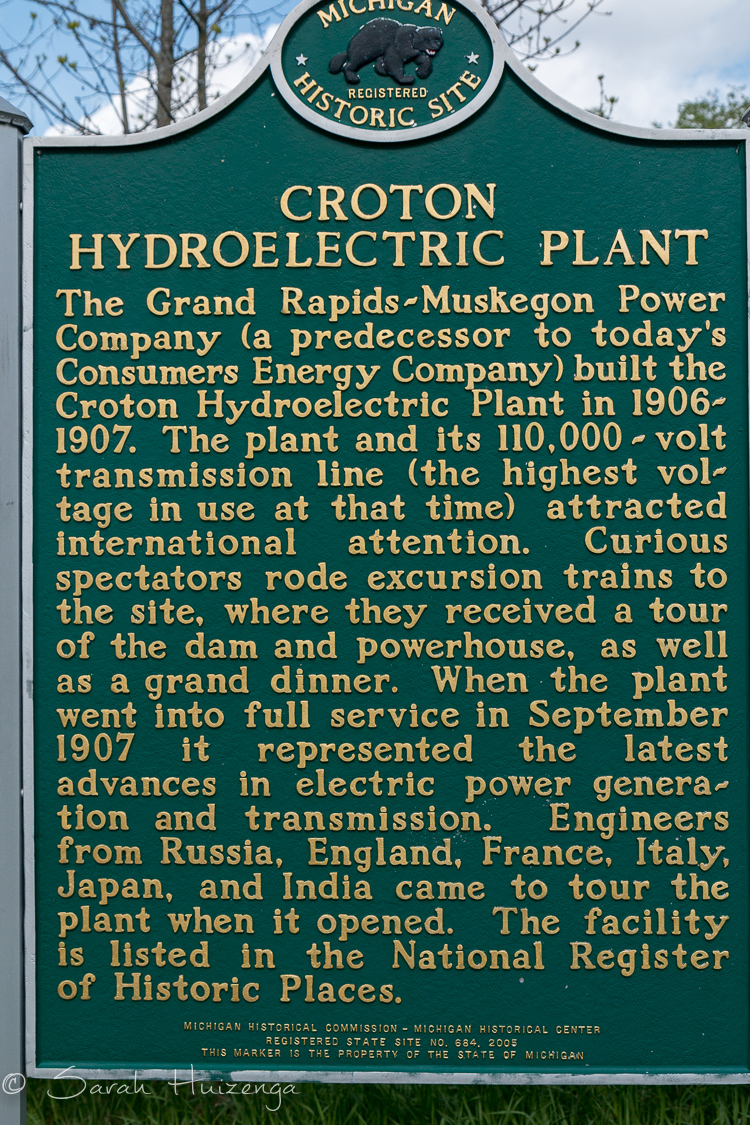 MICHIGAN
REGISTERED
HISTORIC SITE
CROTON
HYDROELECTRIC PLANT
The Grand Rapids-Muskegon Power
Company (a predecessor to today's
Consumers Energy Company) built the
Croton Hydroelectric Plant in 1906-
1907. The plant and its 110,000-volt
transmission line (the highest vol-
tage in use at that time) attracted
international attention. Curious
spectators rode excursion trains to
the site, where they received a tour
of the dam and powerhouse, as well
as a grand dinner. When the plant
went into full service in September
1907 it represented the latest
advances in electric power genera-
tion and transmission. Engineers
from Russia, England, France, Italy,
Japan, and India came to tour the
plant when it opened. The facility
is listed in the National Register
of Historic Places.
MICHIGAN HISTORICAL COMMISSION - MICHIGAN HISTORICAL CENTER
REGISTERED STATE SITE NO. 684, 2005
THIS MARKER IS THE PROPERTY OF THE STATE OF MICHIGAN
© Sarah Huizenga